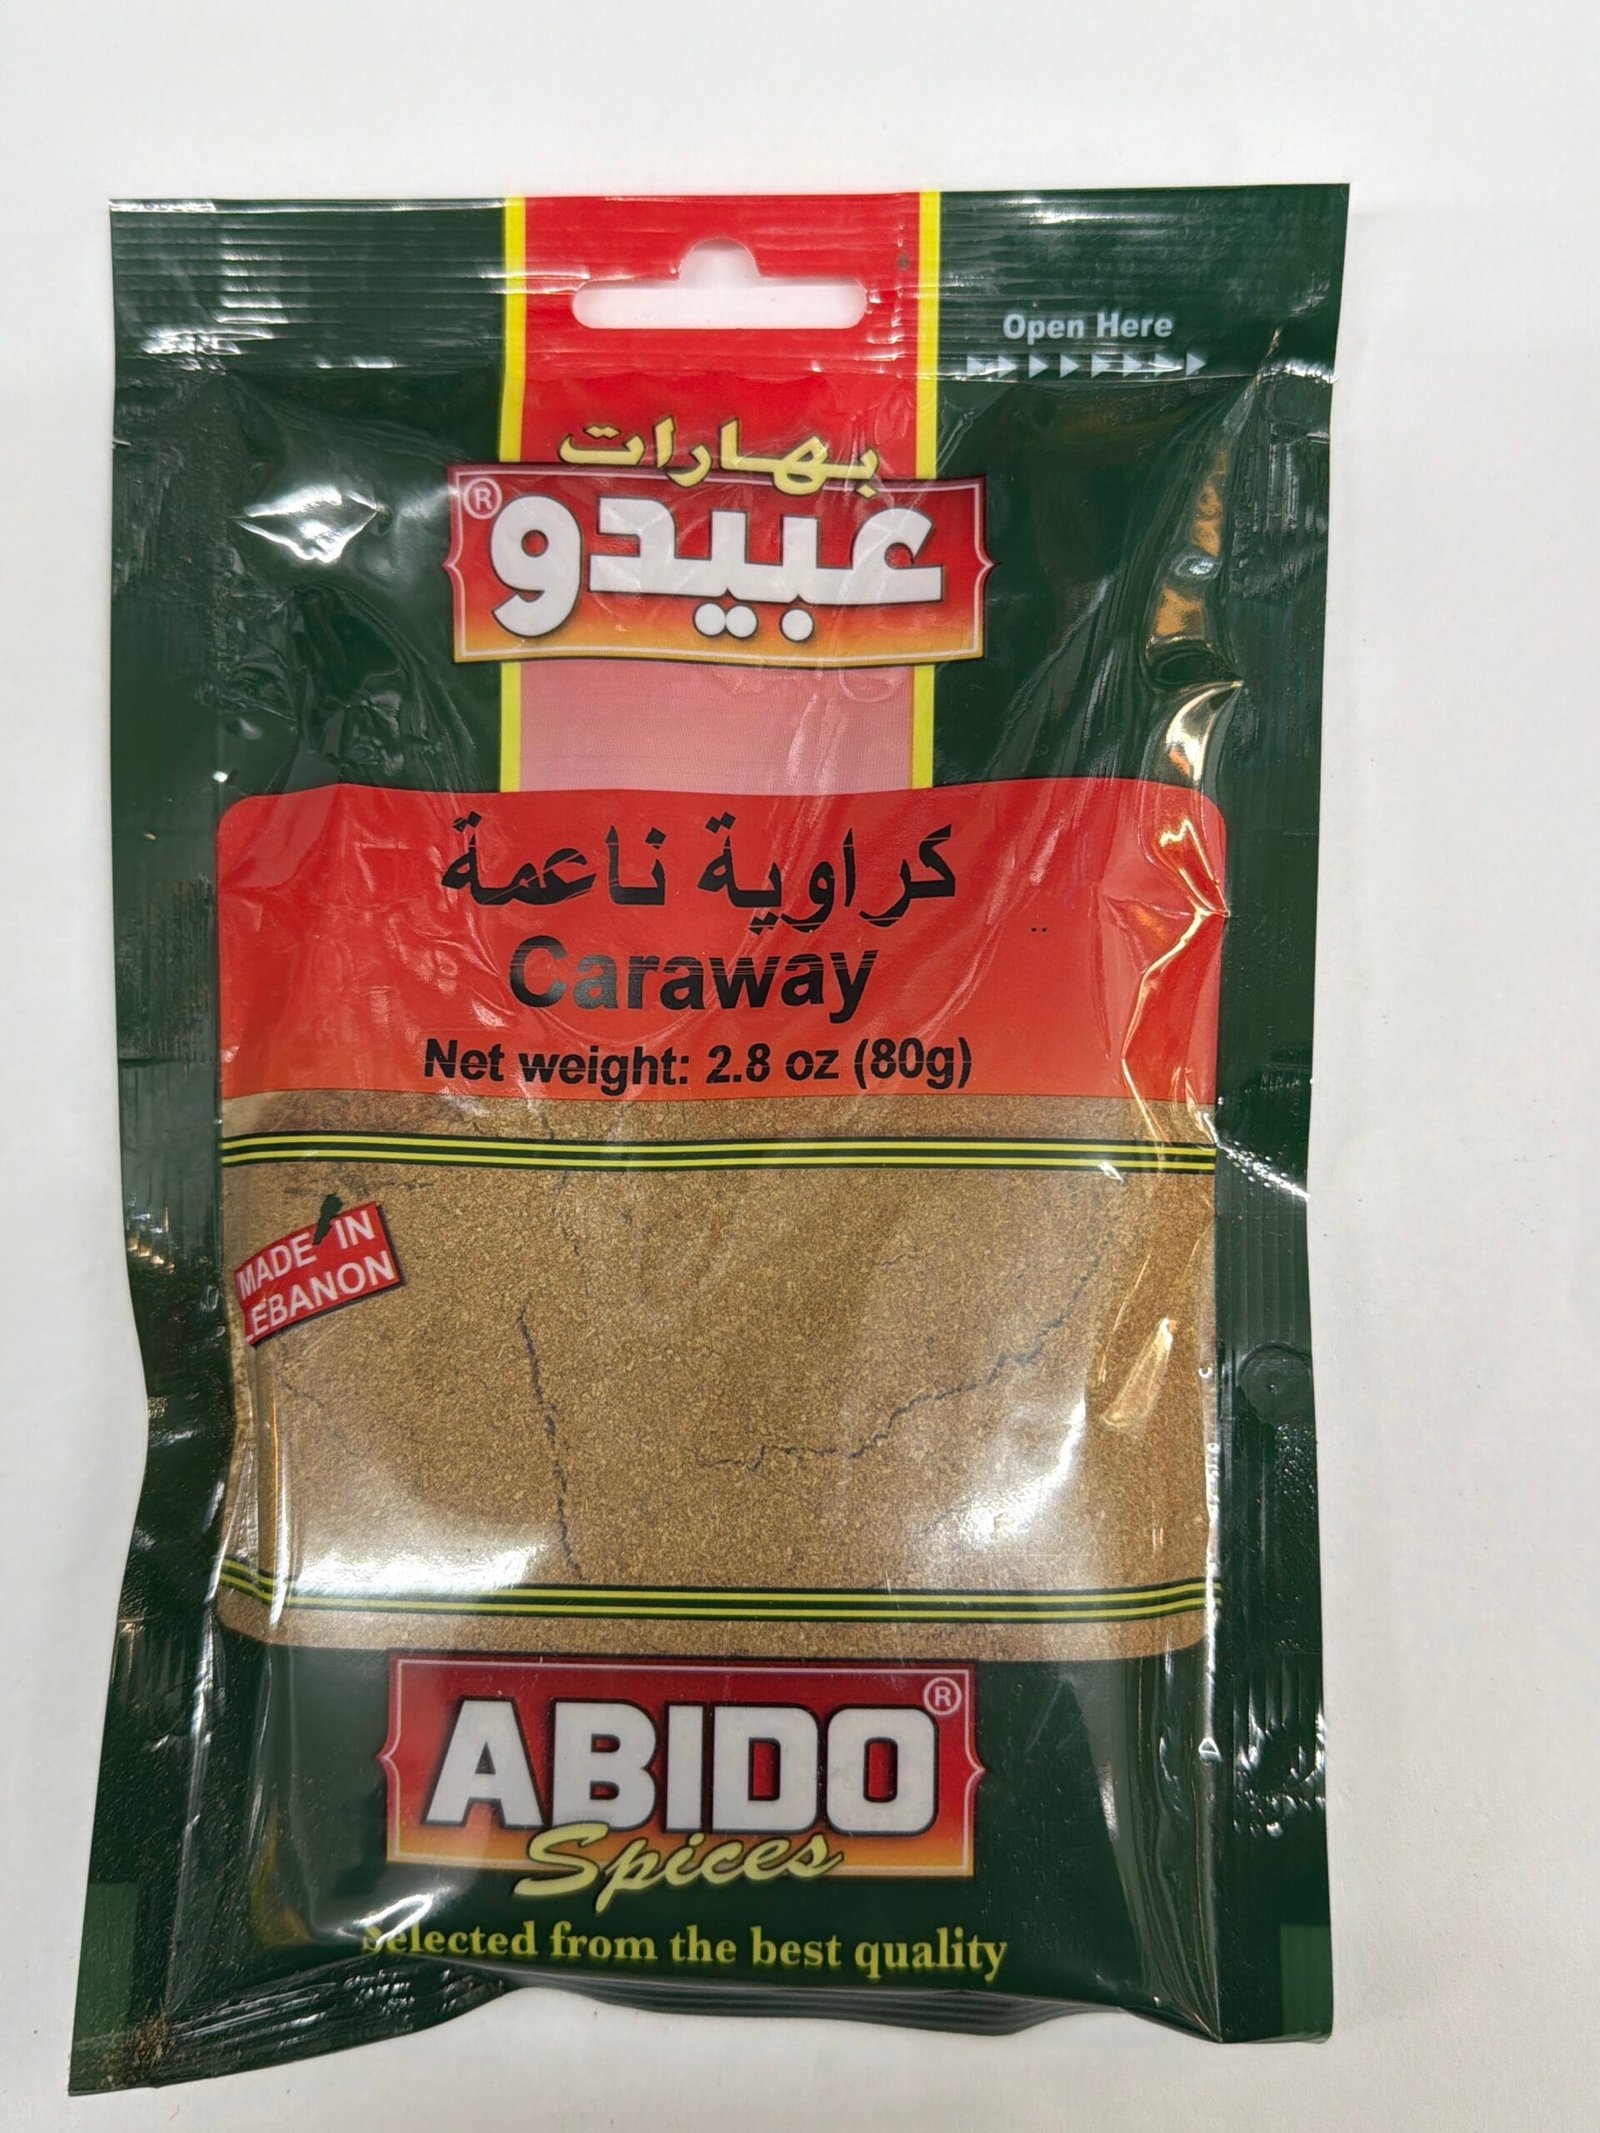 Open Here
بهارات
عبيدو®
كراوية ناعمة
Caraway
Net weight: 2.8 oz (80g)
MADE IN
LEBANON
ABIDO®
Spices
Selected from the best quality